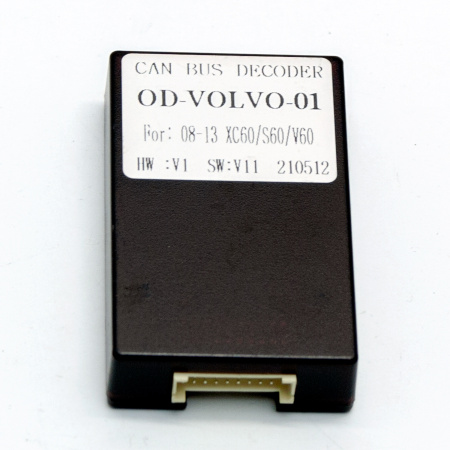 CAN BUS DECODER
OD-VOLVO-01
For: 08-13 XC60/S60/V60
HW :V1 SW:V11 210512